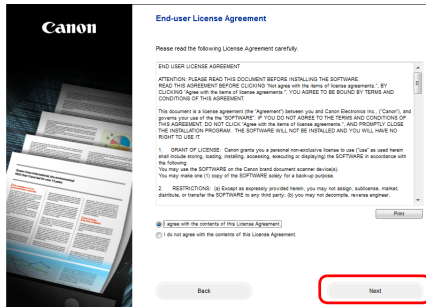 Canon
End-user License Agreement
Please read the following License Agreement carefully.
END USER LICENSE AGREEMENT
ATTENTION: PLEASE READ THIS DOCUMENT BEFORE INSTALLING THE SOFTWARE.
READ THIS AGREEMENT BEFORE CLICKING "Not agree with the items of license agreements.", BY
CLICKING "Agree with the items of license agreements.", YOU AGREE TO BE BOUND BY TERMS AND
CONDITIONS OF THIS AGREEMENT.
This document is a license agreement (the "Agreement") between you and Canon Electronics Inc., ("Canon"), and
governs your use of the the "SOFTWARE". IF YOU DO NOT AGREE TO THE TERMS AND CONDITIONS OF
THIS AGREEMENT, DO NOT CLICK "Agree with the items of license agreements.", AND PROMPTLY CLOSE
THE INSTALLATION PROGRAM. THE SOFTWARE WILL NOT BE INSTALLED AND YOU WILL HAVE NO
RIGHT TO USE IT.
1. GRANT OF LICENSE: Canon grants you a personal non-exclusive license to use ("use" as used herein
shall include storing, loading, installing, accessing, executing or displaying) the SOFTWARE in accordance with
the following:
You may use the SOFTWARE on the Canon brand document scanner device(s).
You may make one (1) copy of the SOFTWARE solely for a back-up purpose.
2. RESTRICTIONS: (a) Except as expressly provided herein, you may not assign, sublicense, market,
distribute, or transfer the SOFTWARE to any third party; (b) you may not decompile, reverse engineer,
Print
I agree with the contents of this License Agreement.
I do not agree with the contents of this License Agreement.
Back
Next